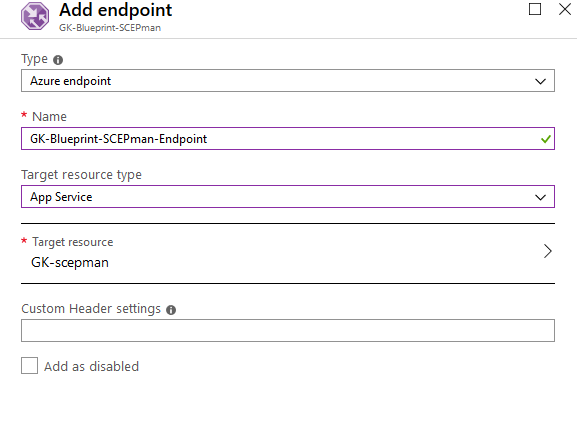 Add endpoint
GK-Blueprint-SCEPman
Type
Azure endpoint
* Name
GK-Blueprint-SCEPman-Endpoint
Target resource type
App Service
* Target resource
GK-scepman
Custom Header settings
Add as disabled